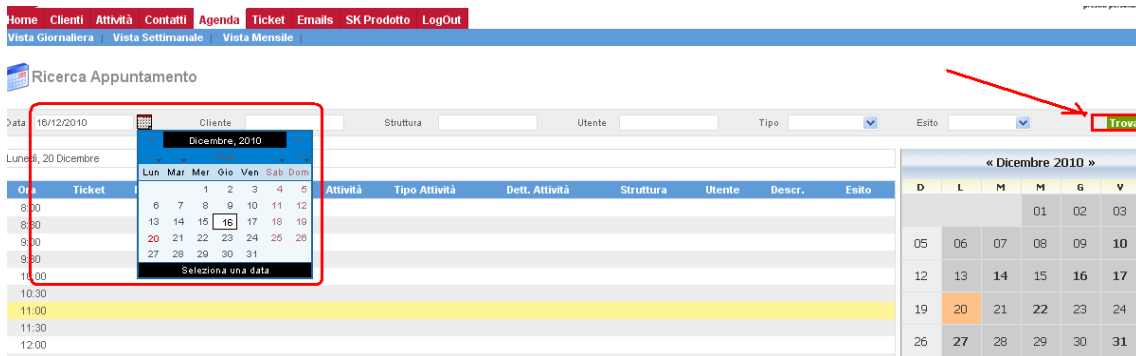 Home Clienti Attività Contatti Agenda Ticket Emails SK Prodotto LogOut
Vista Giornaliera | Vista Settimanale | Vista Mensile |
Ricerca Appuntamento
Data 16/12/2010 Cliente Struttura Utente Tipo Esito Trova
Dicembre, 2010
Lun Mar Mer Gio Ven Sab Dom
1 2 3 4 5
6 7 8 9 10 11 12
13 14 15 16 17 18 19
20 21 22 23 24 25 26
27 28 29 30 31
Seleziona una data
Lunedì, 20 Dicembre
Ora Ticket Attività Tipo Attività Dett. Attività Struttura Utente Descr. Esito
8:00
8:30
9:00
9:30
10:00
10:30
11:00
11:30
12:00
« Dicembre 2010 »
D L M M G V
01 02 03
05 06 07 08 09 10
12 13 14 15 16 17
19 20 21 22 23 24
26 27 28 29 30 31